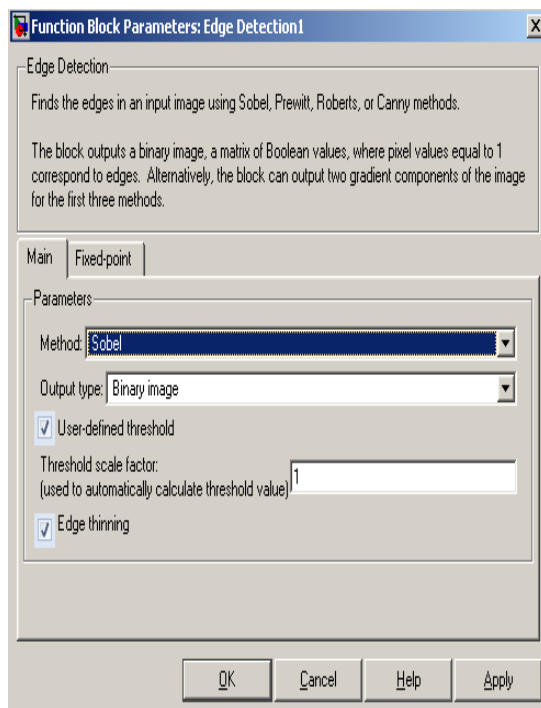 Function Block Parameters: Edge Detection1
Edge Detection
Finds the edges in an input image using Sobel, Prewitt, Roberts, or Canny methods.
The block outputs a binary image, a matrix of Boolean values, where pixel values equal to 1
correspond to edges. Alternatively, the block can output two gradient components of the image
for the first three methods.
Main Fixed-point
Parameters
Method: Sobel
Output type: Binary image
User-defined threshold
Threshold scale factor:
(used to automatically calculate threshold value) 1
Edge thinning
OK Cancel Help Apply